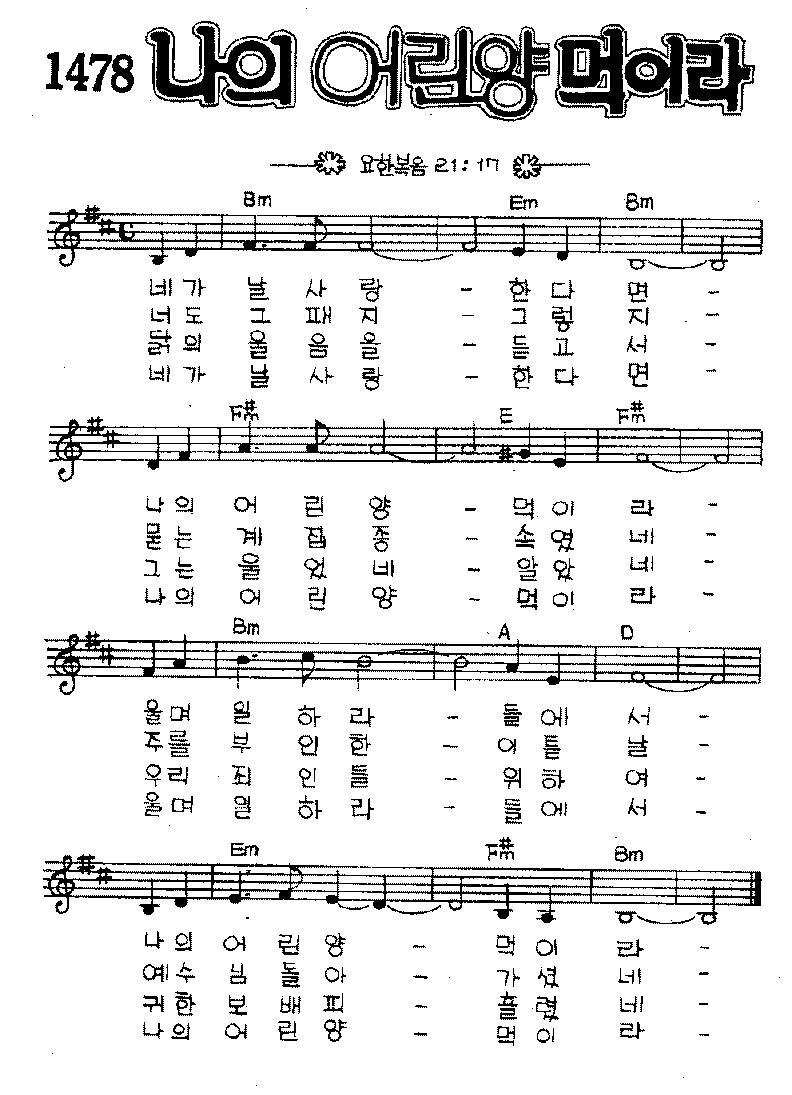 1478 나의 어린양 먹이라
요한복음 21:17
Bm Em Bm
네가 날 사랑 - 한다면 -
너도 그 패지 - 그렇지 -
닭의 울음을 - 듣고서 -
네가 날 사랑 - 한다면 -
F#m E F#m
나의 어린양 - 먹이라 -
묻는 계집종 - 속였네 -
그는 울었네 - 알았네 -
나의 어린양 - 먹이라 -
Bm A D
울며 일하라 - 들에서 -
주를 부인한 - 이틀날 -
우리 죄인들 - 위하여 -
울며 일하라 - 들에서 -
Em F#m Bm
나의 어린양 - 먹이라 -
예수님 돌아 - 가셨네 -
귀한 보배피 - 흘렸네 -
나의 어린양 - 먹이라 -